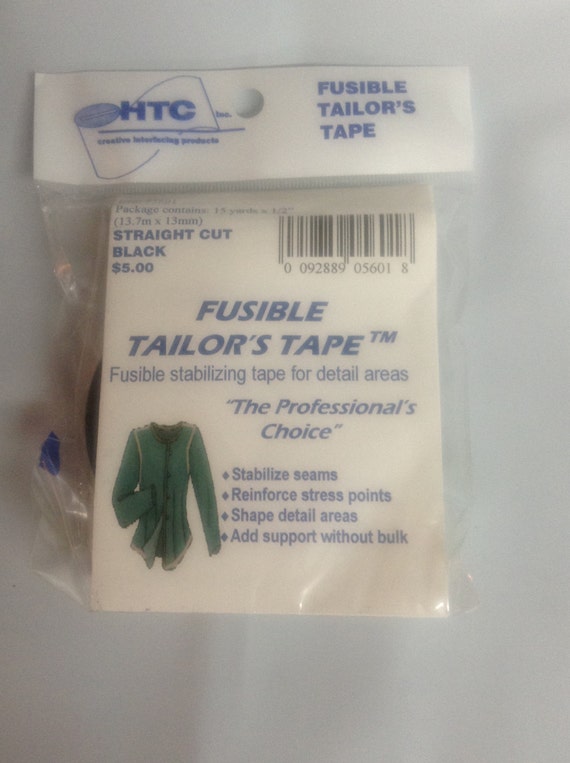 HTC Inc.
creative interfacing products
FUSIBLE
TAILOR'S
TAPE
Package contains: 15 yards x 1/2"
(13.7m x 13mm)
STRAIGHT CUT
BLACK
$5.00
0 092889 05601 8
FUSIBLE
TAILOR'S TAPE™
Fusible stabilizing tape for detail areas
"The Professional's
Choice"
♦Stabilize seams
♦Reinforce stress points
♦Shape detail areas
♦Add support without bulk